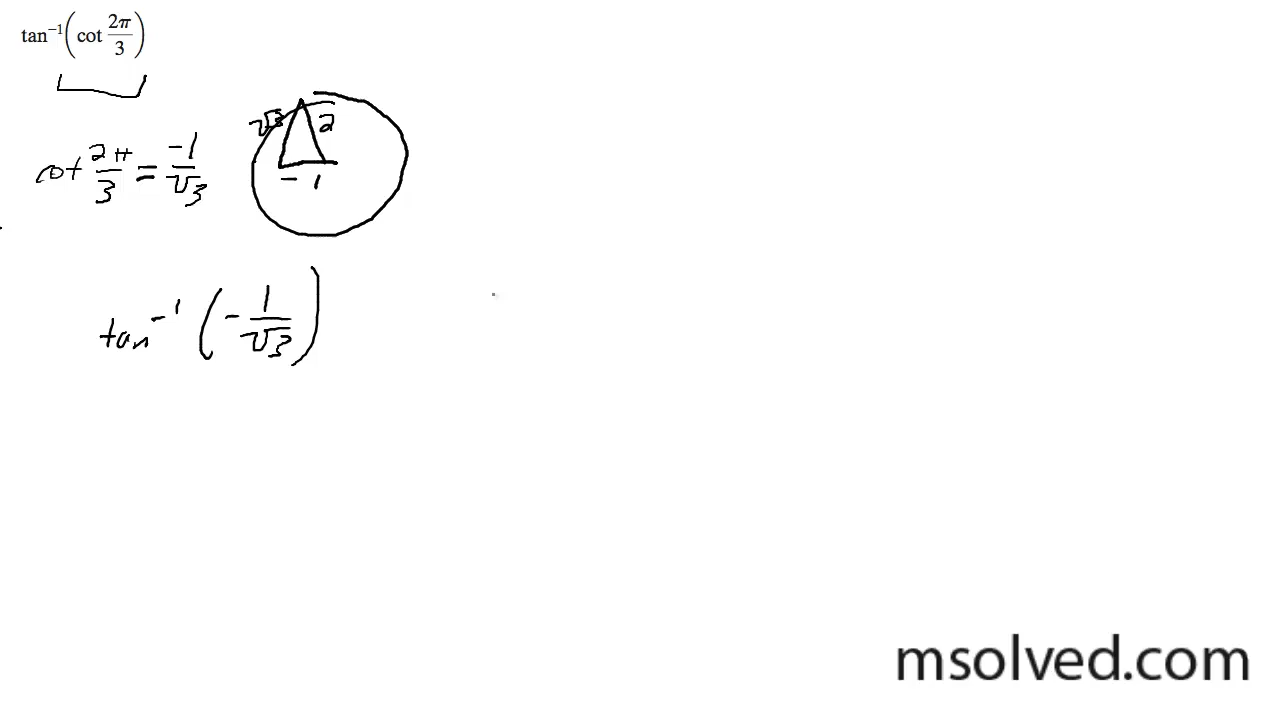 tan⁻¹(cot 2π/3)
√3 2
cot 2π/3 = -1/√3
- 1
tan⁻¹(-1/√3)
msolved.com